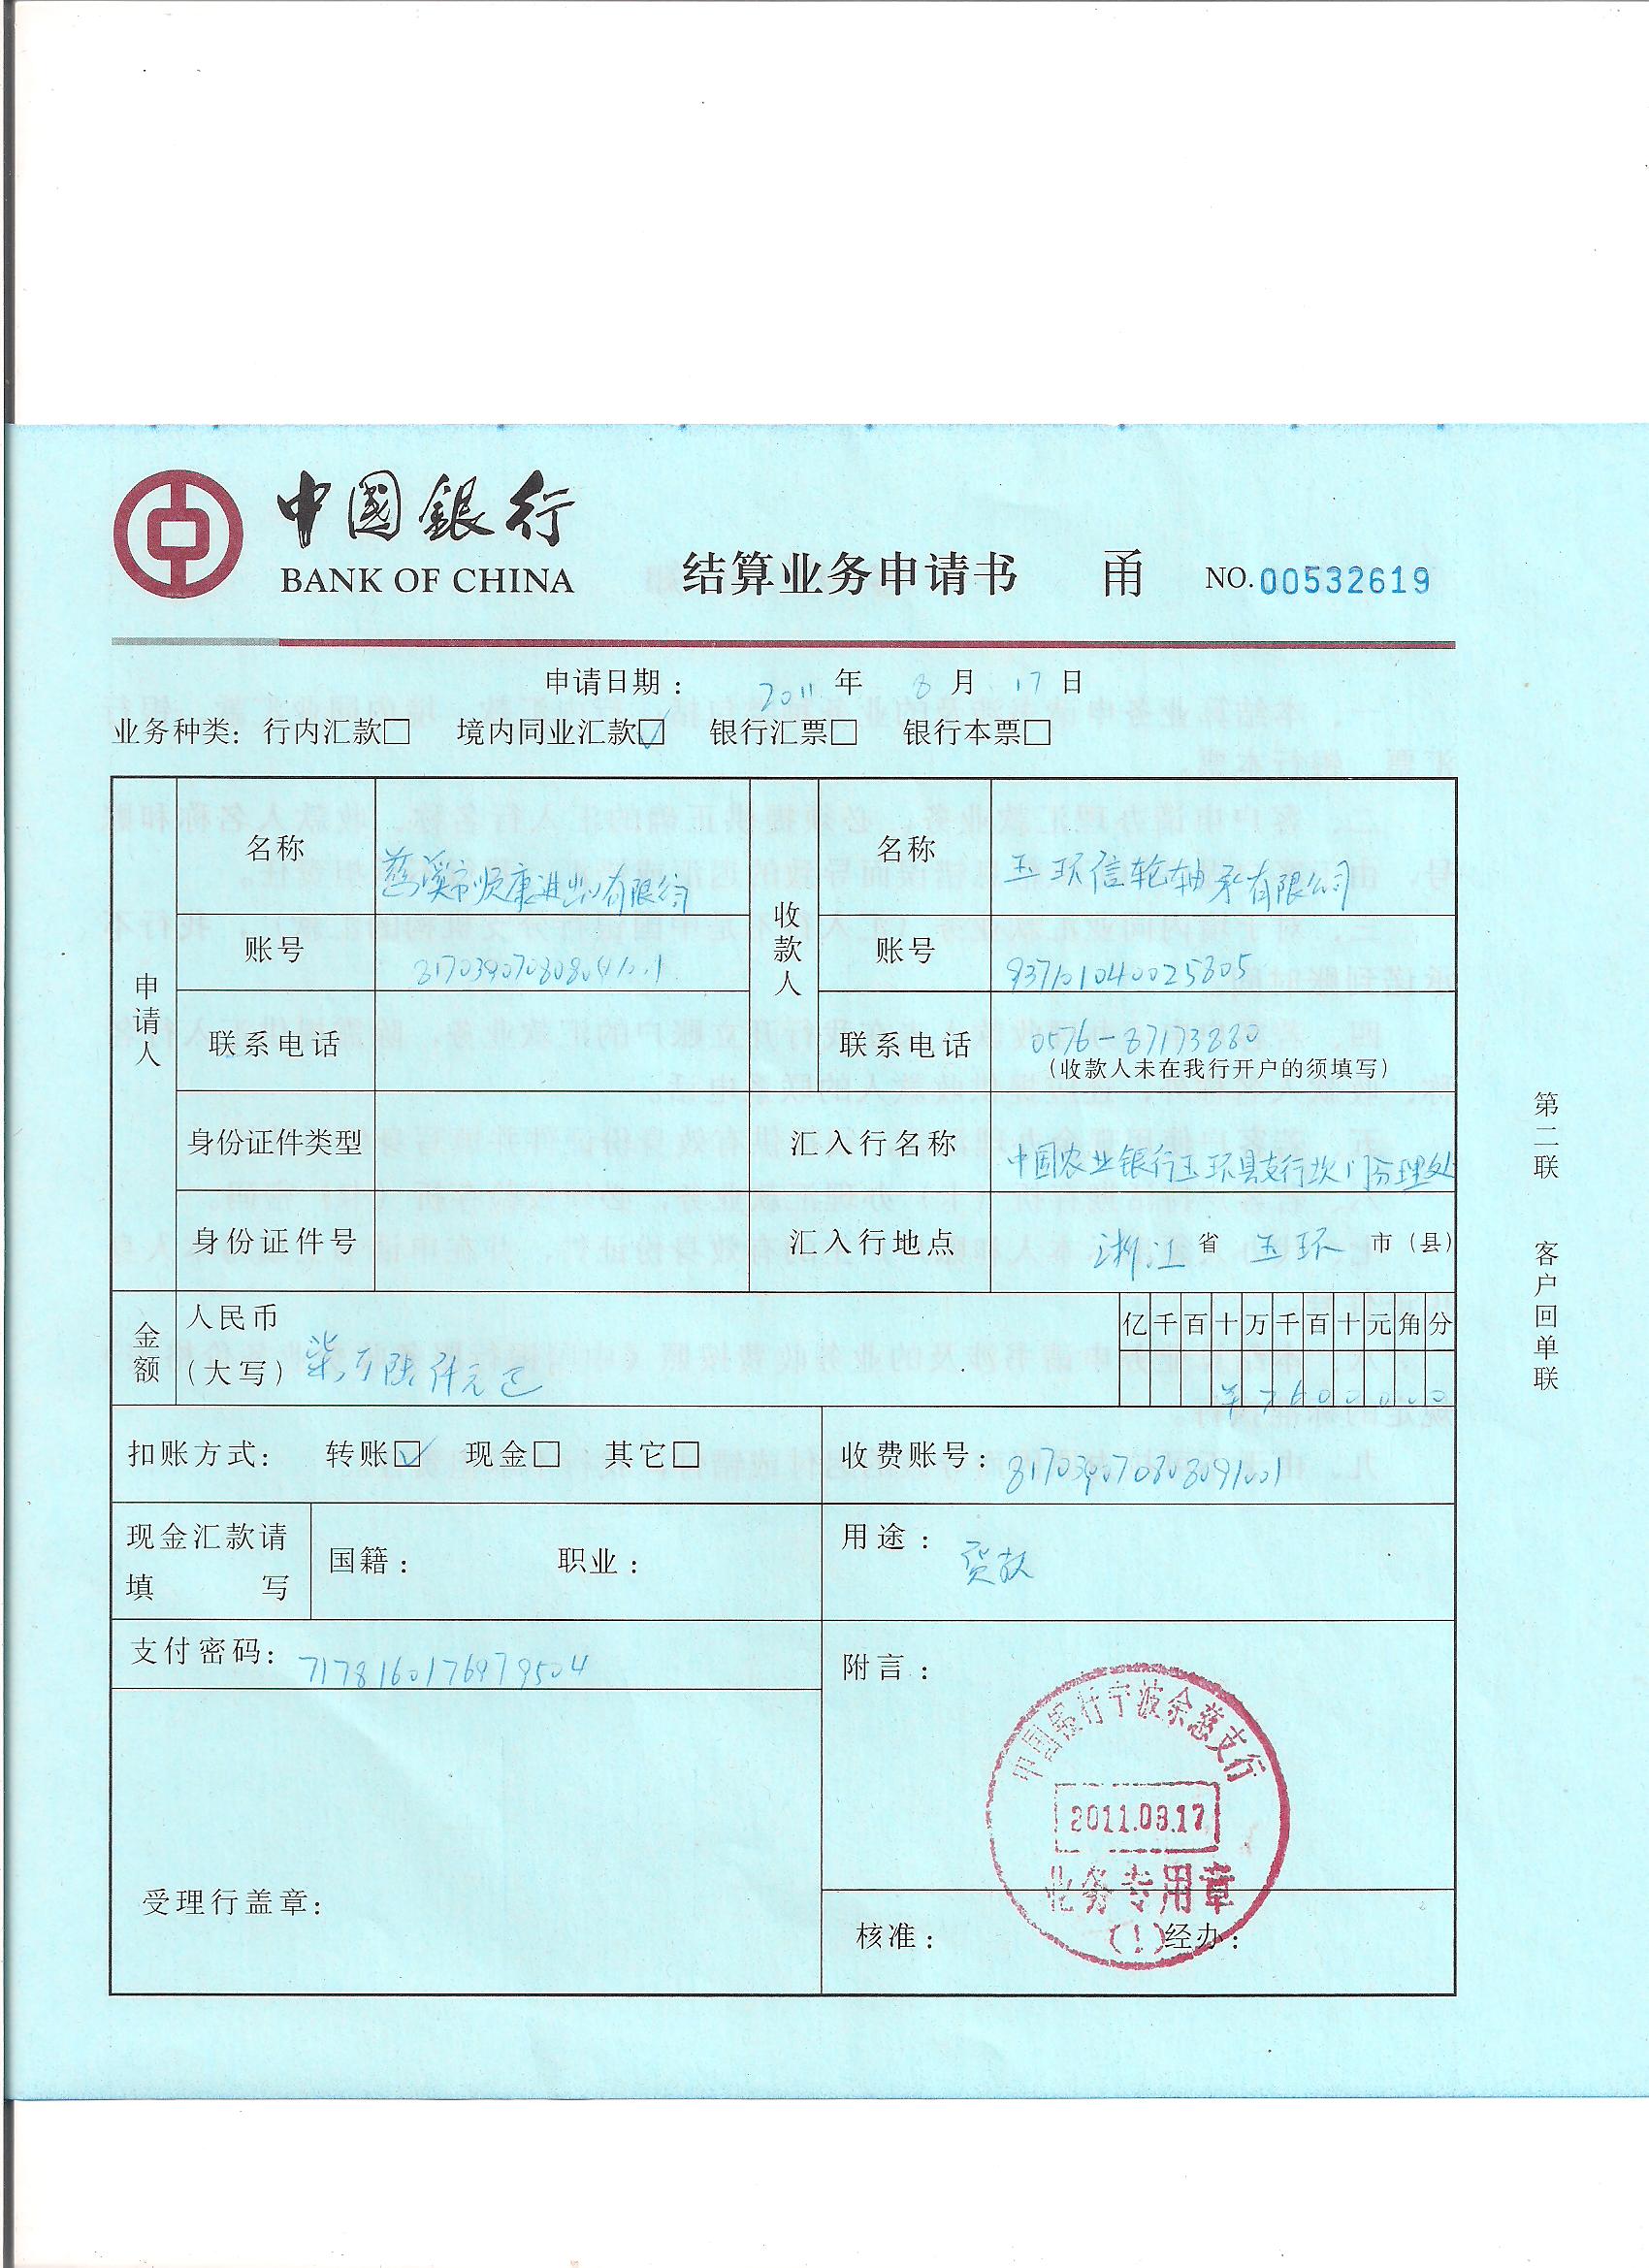 中國銀行
BANK OF CHINA
结算业务申请书 甬 NO.00532619
申请日期: 2011 年 8 月 17 日
业务种类: 行内汇款□ 境内同业汇款☑ 银行汇票□ 银行本票□
申请人
名称 慈溪市顺康进出口有限公司
账号
联系电话
身份证件类型
身份证件号
收款人
名称 玉环信轮轴承有限公司
账号 937101040025805
联系电话 0576-87173880
(收款人未在我行开户的须填写)
汇入行名称 中国农业银行玉环县支行坎门分理处
汇入行地点 浙江 省 玉环 市(县)
金额
人民币
(大写) 柒万陆仟元正
亿千百十万千百十元角分
¥7600000
扣账方式: 转账☑ 现金□ 其它□
收费账号: 817039070808091001
现金汇款请
填写
国籍: 职业:
用途: 货款
支付密码: 7178160176979504
附言:
中国银行宁波余慈支行
2011.08.17
业务专用章
(1)
受理行盖章:
核准: 经办:
第二联 客户回单联